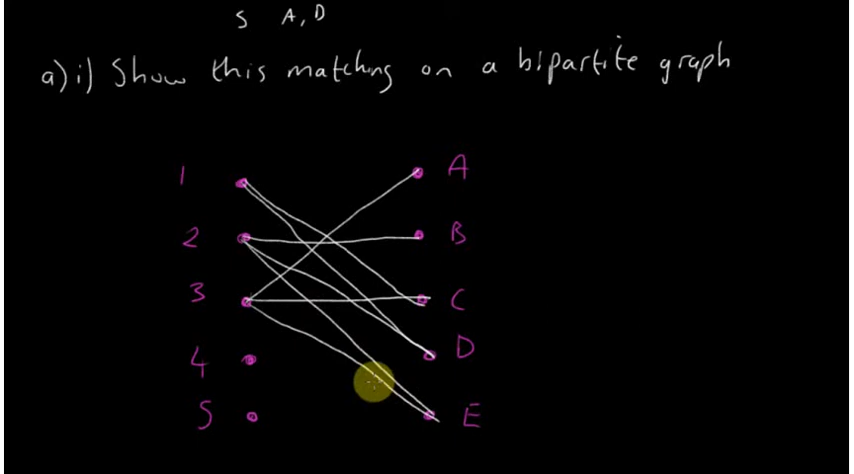 5 A, D
a) i) Show this matching on a bipartite graph
1 A
2 B
3 C
4 D
5 E